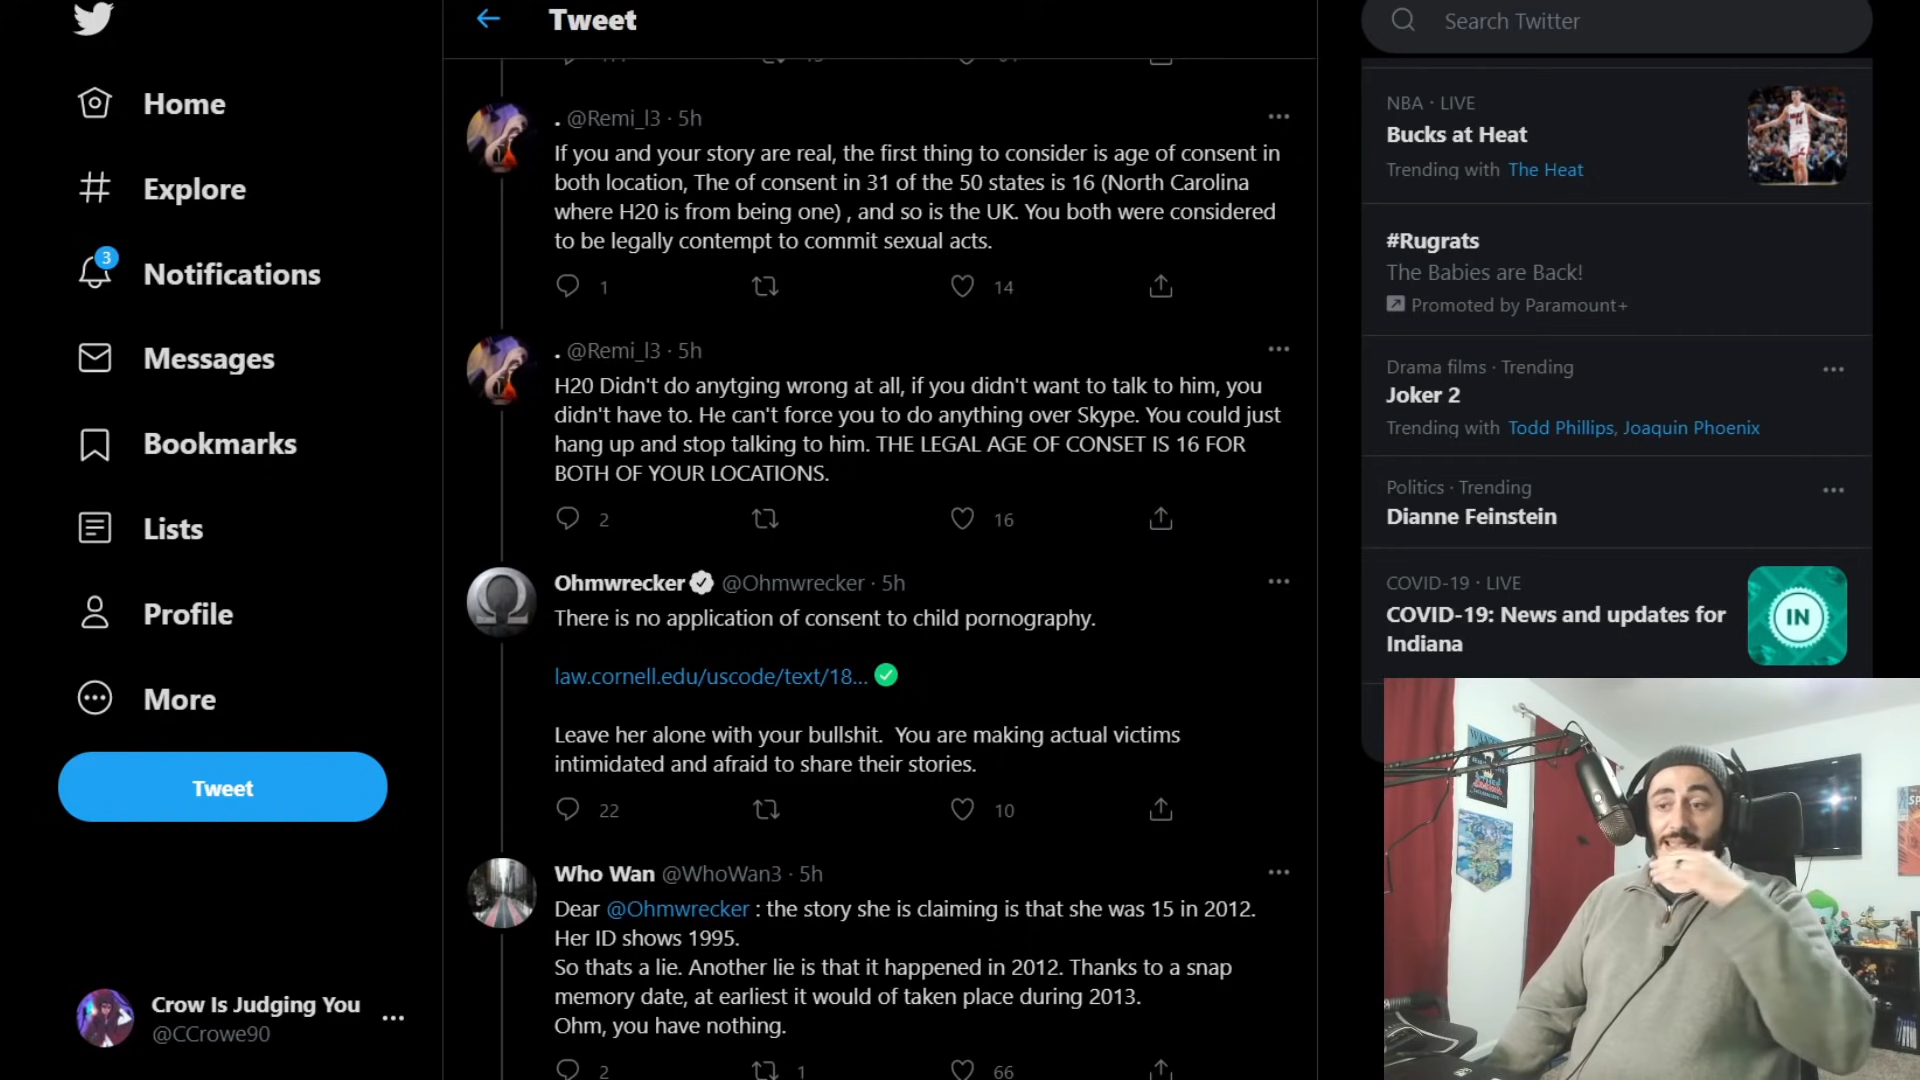 Tweet
Search Twitter
Home
Explore
3
Notifications
Messages
Bookmarks
Lists
Profile
More
Tweet
Crow Is Judging You
@CCrowe90
. @Remi_l3 · 5h
If you and your story are real, the first thing to consider is age of consent in
both location, The of consent in 31 of the 50 states is 16 (North Carolina
where H20 is from being one) , and so is the UK. You both were considered
to be legally contempt to commit sexual acts.
1
14
. @Remi_l3 · 5h
H20 Didn't do anytging wrong at all, if you didn't want to talk to him, you
didn't have to. He can't force you to do anything over Skype. You could just
hang up and stop talking to him. THE LEGAL AGE OF CONSET IS 16 FOR
BOTH OF YOUR LOCATIONS.
2
16
Ohmwrecker @Ohmwrecker · 5h
There is no application of consent to child pornography.
law.cornell.edu/uscode/text/18...
Leave her alone with your bullshit.  You are making actual victims
intimidated and afraid to share their stories.
22
10
Who Wan @WhoWan3 · 5h
Dear @Ohmwrecker : the story she is claiming is that she was 15 in 2012.
Her ID shows 1995.
So thats a lie. Another lie is that it happened in 2012. Thanks to a snap
memory date, at earliest it would of taken place during 2013.
Ohm, you have nothing.
2
1
66
NBA · LIVE
Bucks at Heat
Trending with The Heat
#Rugrats
The Babies are Back!
Promoted by Paramount+
Drama films · Trending
Joker 2
Trending with Todd Phillips, Joaquin Phoenix
Politics · Trending
Dianne Feinstein
COVID-19 · LIVE
COVID-19: News and updates for
Indiana
IN
WANTED